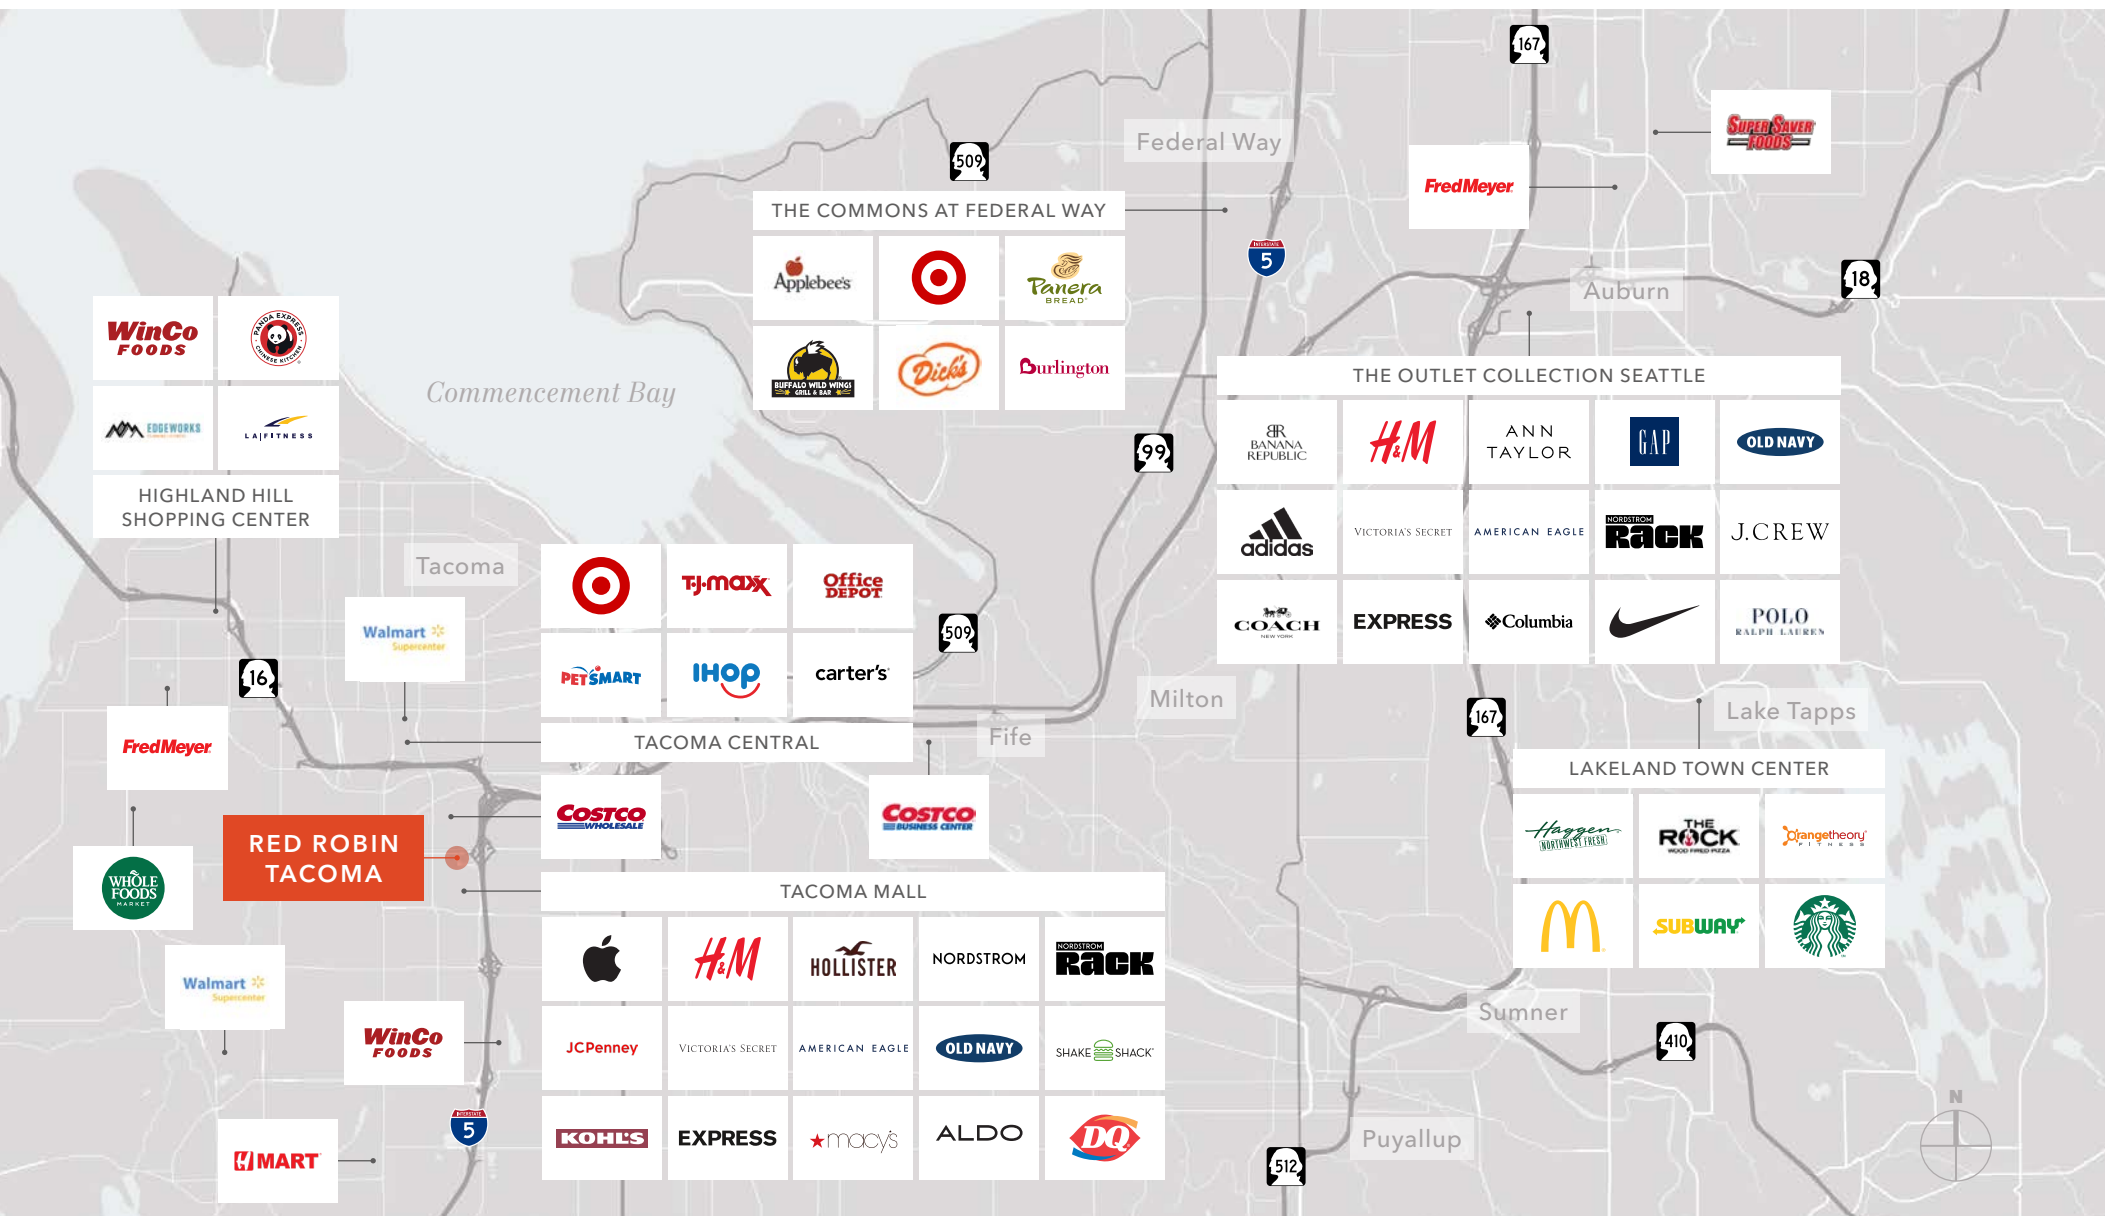 167
SUPER SAVER
FOODS
Federal Way
509
FredMeyer
THE COMMONS AT FEDERAL WAY
Applebee's
Panera
BREAD
INTERSTATE
5
18
Auburn
WinCo
FOODS
PANDA EXPRESS
CHINESE KITCHEN
BUFFALO WILD WINGS
GRILL & BAR
Dick's
Burlington
THE OUTLET COLLECTION SEATTLE
Commencement Bay
EDGEWORKS
LA|FITNESS
99
BR
BANANA
REPUBLIC
H&M
ANN
TAYLOR
GAP
OLD NAVY
HIGHLAND HILL
SHOPPING CENTER
adidas
VICTORIA'S SECRET
AMERICAN EAGLE
NORDSTROM
RACK
J.CREW
Tacoma
T·J·maxx
Office
DEPOT
COACH
NEW YORK
EXPRESS
Columbia
POLO
RALPH LAUREN
Walmart
Supercenter
509
PETSMART
IHOP
carter's
16
Milton
167
Lake Tapps
FredMeyer
TACOMA CENTRAL
Fife
LAKELAND TOWN CENTER
COSTCO
WHOLESALE
COSTCO
BUSINESS CENTER
RED ROBIN
TACOMA
Haggen
NORTHWEST FRESH
THE
ROCK
WOOD FIRED PIZZA
Orangetheory
FITNESS
WHOLE
FOODS
MARKET
TACOMA MALL
SUBWAY
H&M
HOLLISTER
NORDSTROM
NORDSTROM
RACK
Walmart
Supercenter
WinCo
FOODS
Sumner
410
JCPenney
VICTORIA'S SECRET
AMERICAN EAGLE
OLD NAVY
SHAKE SHACK
INTERSTATE
5
N
H MART
KOHL'S
EXPRESS
macy's
ALDO
DQ
Puyallup
512